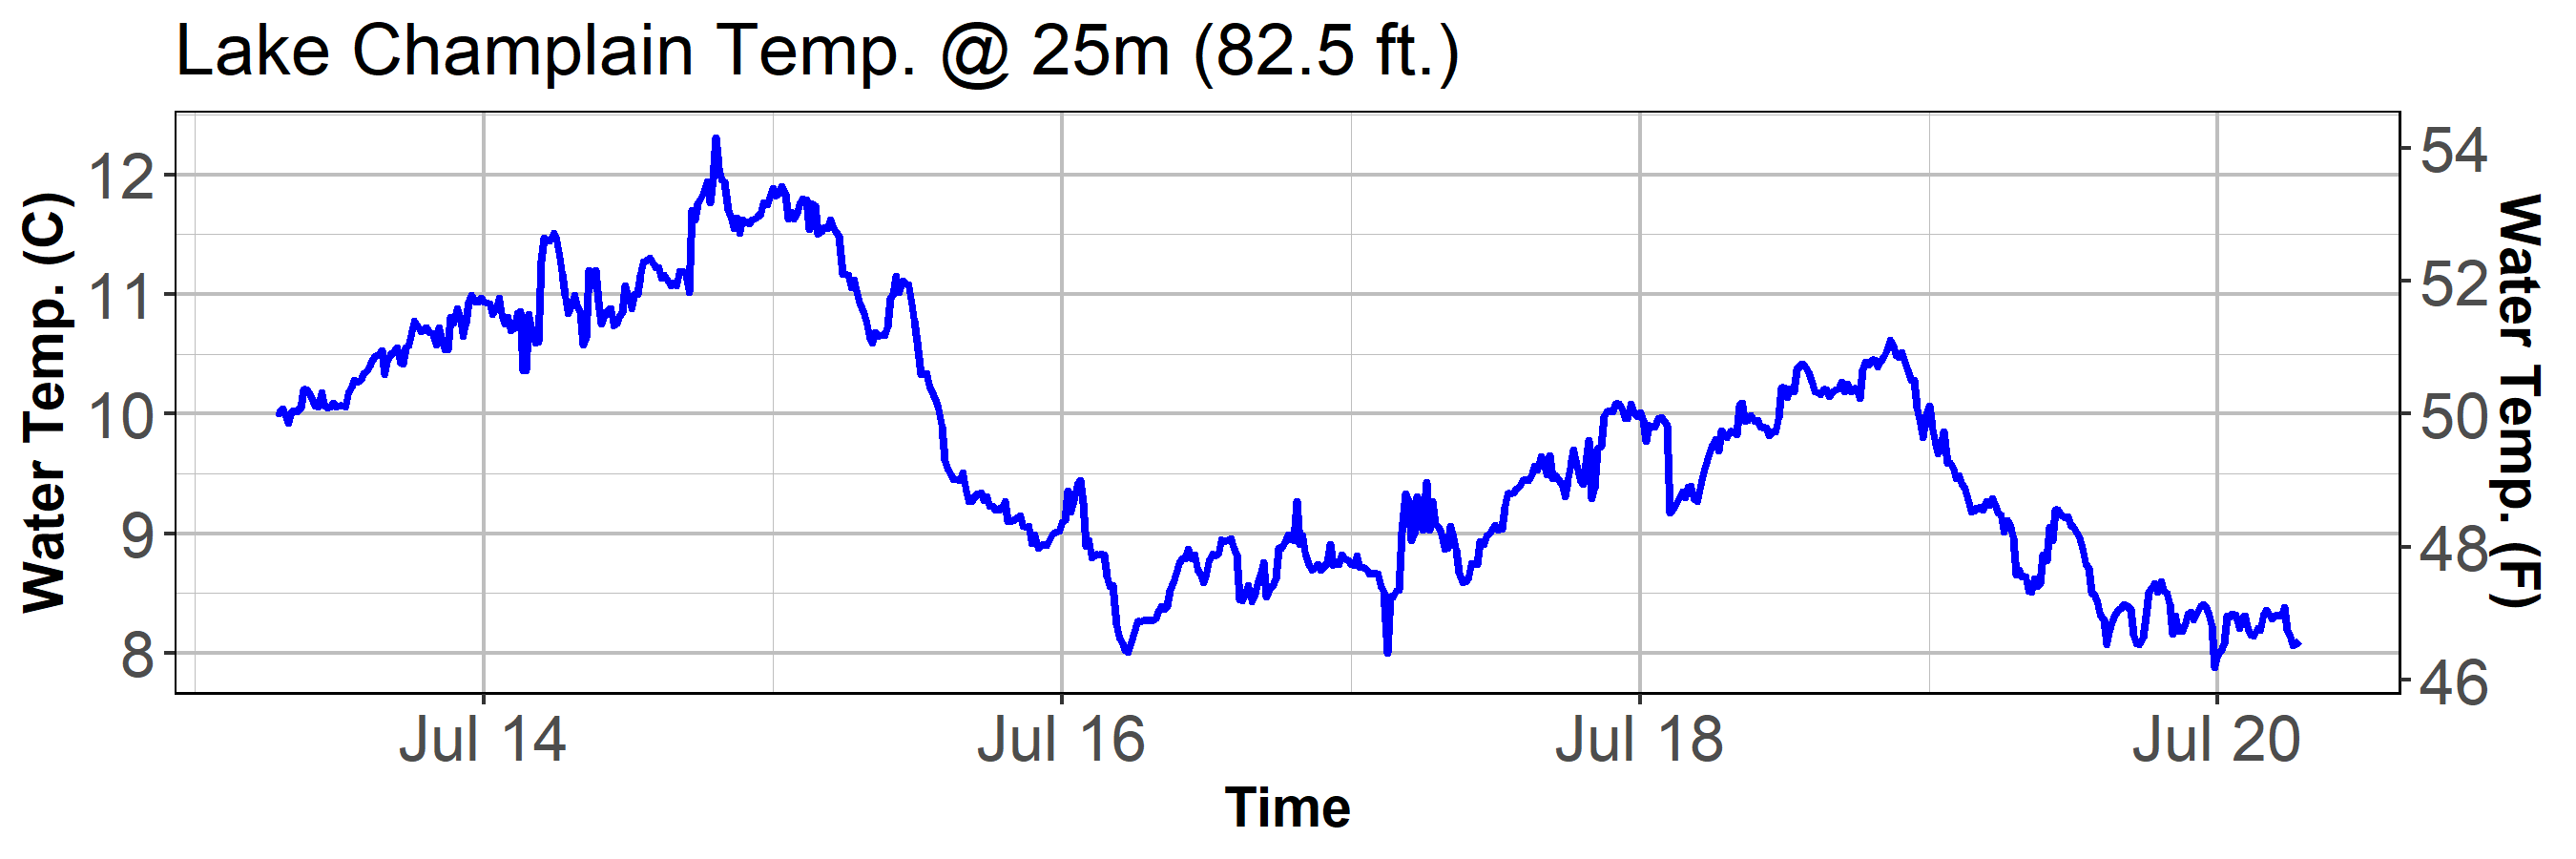 Lake Champlain Temp. @ 25m (82.5 ft.)
Water Temp. (C)
12
11
10
9
8
54
52
50
48
46
Water Temp. (F)
Jul 14
Jul 16
Jul 18
Jul 20
Time